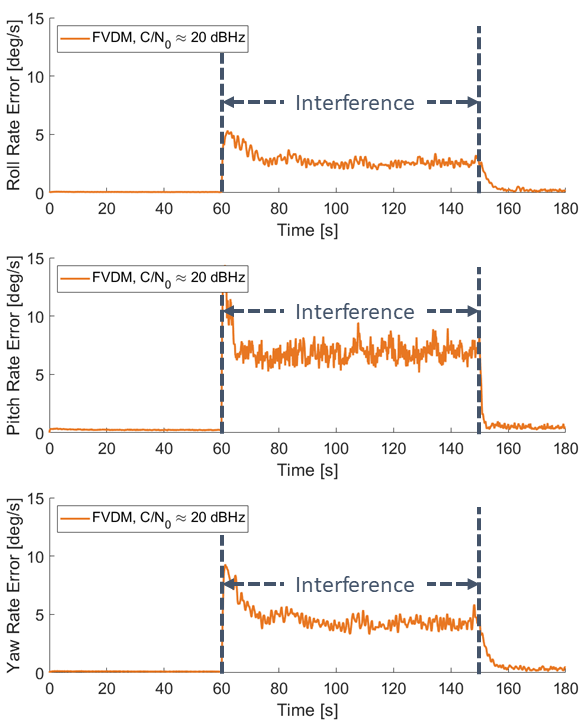 15
FVDM, C/N0 ≈ 20 dBHz
10
Interference
5
0
Roll Rate Error [deg/s]
0 20 40 60 80 100 120 140 160 180
Time [s]
15
FVDM, C/N0 ≈ 20 dBHz
10
Interference
5
0
Pitch Rate Error [deg/s]
0 20 40 60 80 100 120 140 160 180
Time [s]
15
FVDM, C/N0 ≈ 20 dBHz
10
Interference
5
0
Yaw Rate Error [deg/s]
0 20 40 60 80 100 120 140 160 180
Time [s]